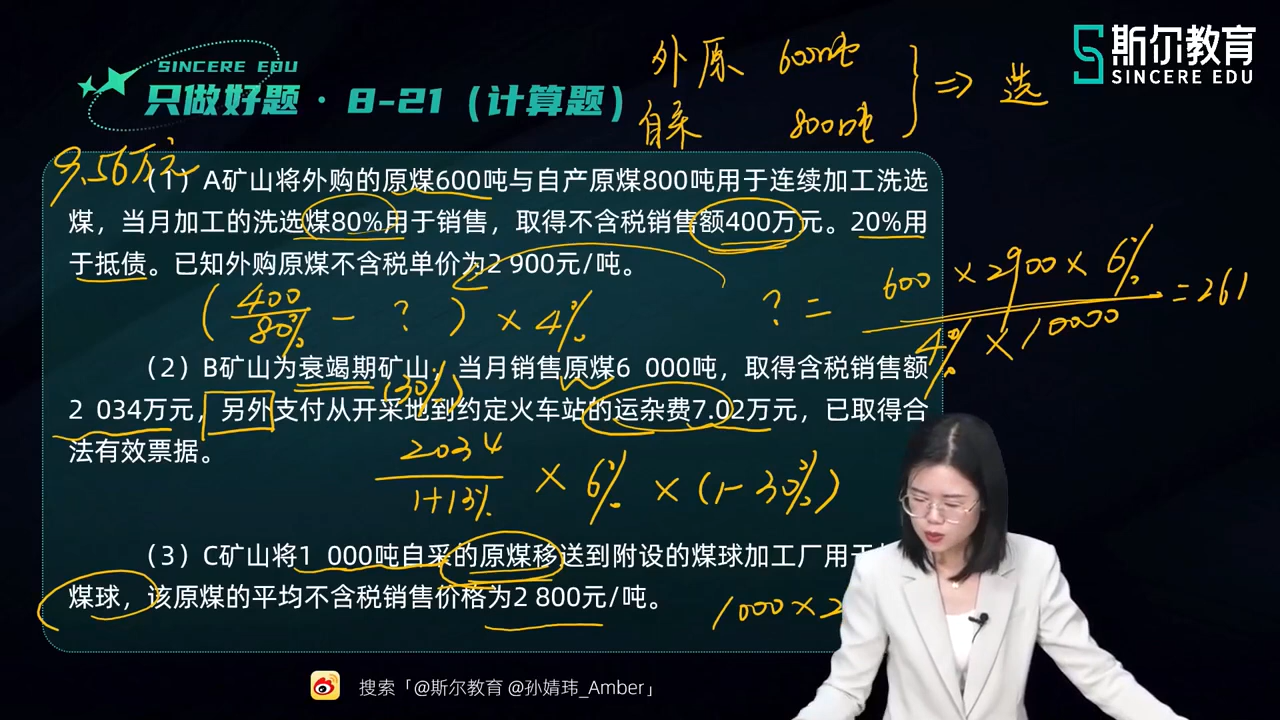 SINCERE EDU
只做好题·8-21（计算题）
外原 600吨
自采 800吨
} => 选
斯尔教育
SINCERE EDU
9.56万元
（1）A矿山将外购的原煤600吨与自产原煤800吨用于连续加工洗选
煤，当月加工的洗选煤80%用于销售，取得不含税销售额400万元。20%用
于抵债。已知外购原煤不含税单价为2 900元/吨。
(400/80% - ? ) × 4%
? = 600 × 2900 × 6% / 4% × 10000 = 261
（2）B矿山为衰竭期矿山，当月销售原煤6 000吨，取得含税销售额
(30%)
2 034万元，另外支付从开采地到约定火车站的运杂费7.02万元，已取得合
法有效票据。
2034/1+13% × 6% × (1-30%)
（3）C矿山将1 000吨自采的原煤移送到附设的煤球加工厂用于
煤球，该原煤的平均不含税销售价格为2 800元/吨。
1000×2
搜索「@斯尔教育 @孙婧玮_Amber」